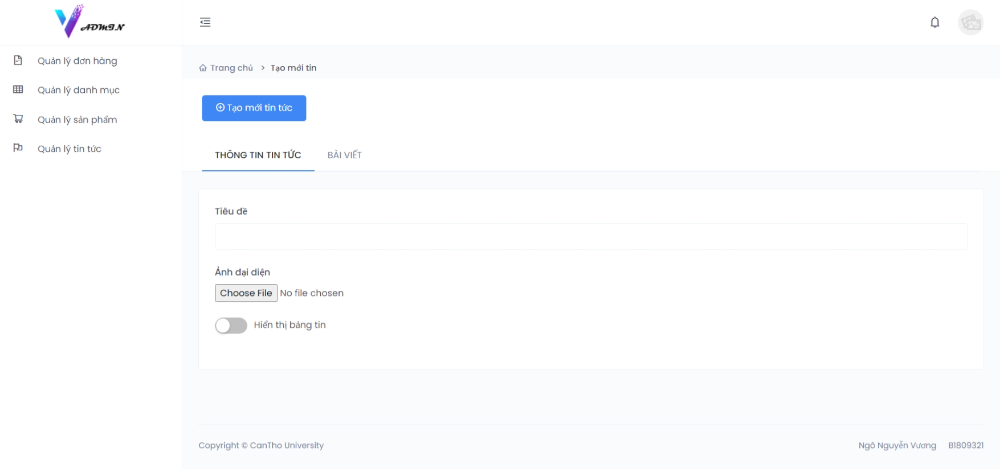 ADMIN
Quản lý đơn hàng
Quản lý danh mục
Quản lý sản phẩm
Quản lý tin tức
Trang chủ > Tạo mới tin
Tạo mới tin tức
THÔNG TIN TIN TỨC BÀI VIẾT
Tiêu đề
Ảnh đại diện
Choose File No file chosen
Hiển thị bảng tin
Copyright © CanTho University
Ngô Nguyễn Vương B1809321